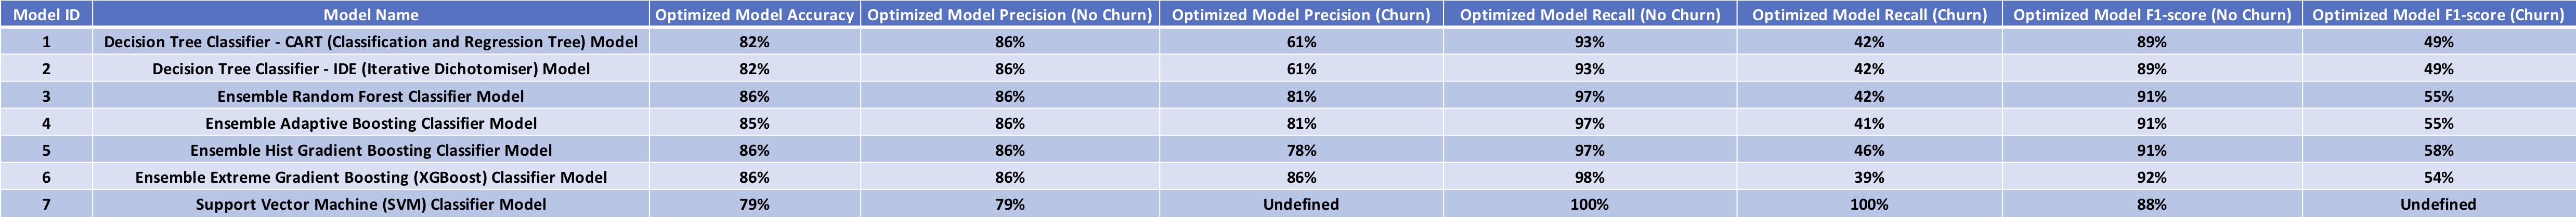 Model ID Model Name Optimized Model Accuracy Optimized Model Precision (No Churn) Optimized Model Precision (Churn) Optimized Model Recall (No Churn) Optimized Model Recall (Churn) Optimized Model F1-score (No Churn) Optimized Model F1-score (Churn)
1 Decision Tree Classifier - CART (Classification and Regression Tree) Model 82% 86% 61% 93% 42% 89% 49%
2 Decision Tree Classifier - IDE (Iterative Dichotomiser) Model 82% 86% 61% 93% 42% 89% 49%
3 Ensemble Random Forest Classifier Model 86% 86% 81% 97% 42% 91% 55%
4 Ensemble Adaptive Boosting Classifier Model 85% 86% 81% 97% 41% 91% 55%
5 Ensemble Hist Gradient Boosting Classifier Model 86% 86% 78% 97% 46% 91% 58%
6 Ensemble Extreme Gradient Boosting (XGBoost) Classifier Model 86% 86% 86% 98% 39% 92% 54%
7 Support Vector Machine (SVM) Classifier Model 79% 79% Undefined 100% 100% 88% Undefined